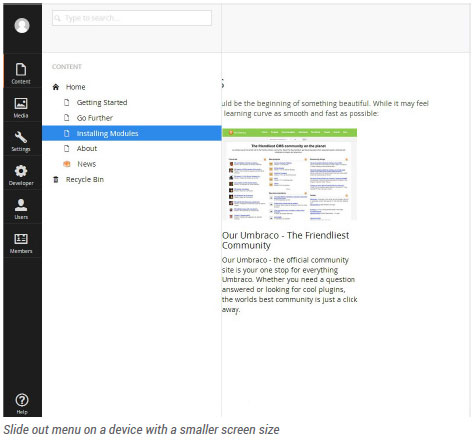 Type to search...
Content
Media
Settings
Developer
Users
Members
Help
CONTENT
Home
Getting Started
Go Further
Installing Modules
About
News
Recycle Bin
uld be the beginning of something beautiful. While it may feel
learning curve as smooth and fast as possible:
The friendliest CMS community on the planet
Our Umbraco - The Friendliest
Community
Our Umbraco - the official community
site is your one stop for everything
Umbraco. Whether you need a question
answered or looking for cool plugins,
the worlds best community is just a click
away.
Slide out menu on a device with a smaller screen size